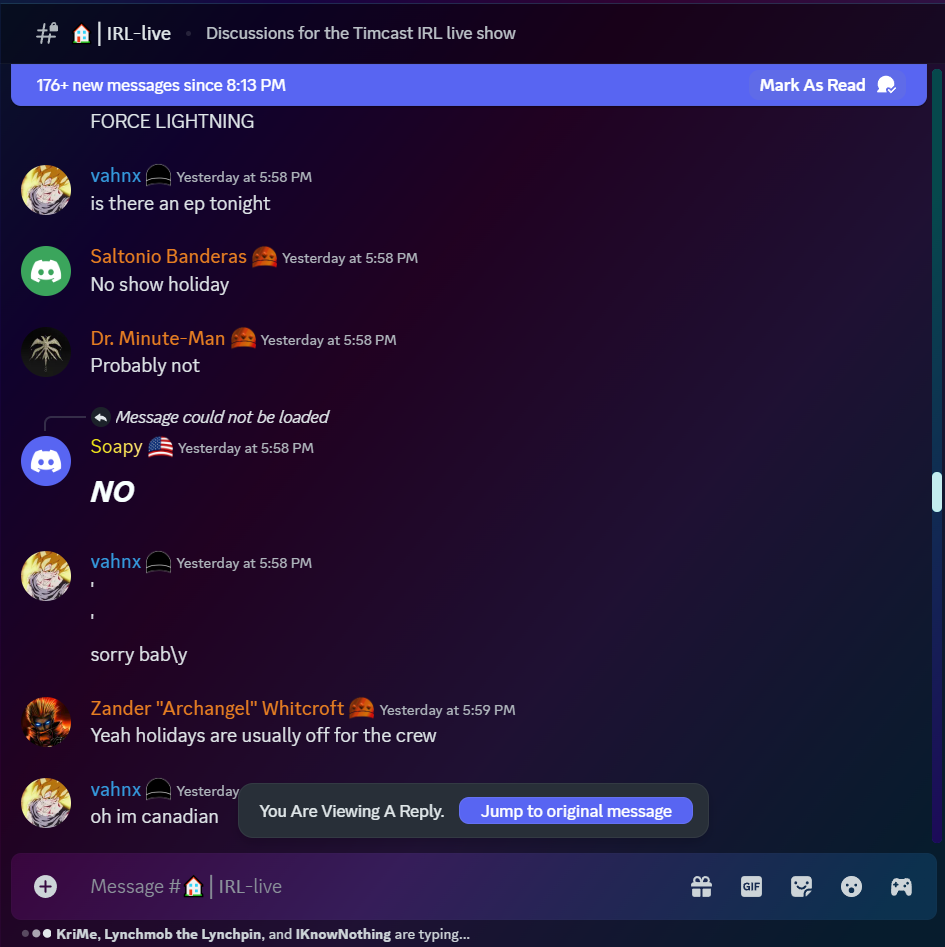 IRL-live • Discussions for the Timcast IRL live show
176+ new messages since 8:13 PM Mark As Read
FORCE LIGHTNING
vahnx Yesterday at 5:58 PM
is there an ep tonight
Saltonio Banderas Yesterday at 5:58 PM
No show holiday
Dr. Minute-Man Yesterday at 5:58 PM
Probably not
Message could not be loaded
Soapy Yesterday at 5:58 PM
NO
vahnx Yesterday at 5:58 PM
'
'
sorry bab\y
Zander "Archangel" Whitcroft Yesterday at 5:59 PM
Yeah holidays are usually off for the crew
vahnx Yesterday
oh im canadian
You Are Viewing A Reply. Jump to original message
Message #🏠│IRL-live GIF
KriMe, Lynchmob the Lynchpin, and IKnowNothing are typing...